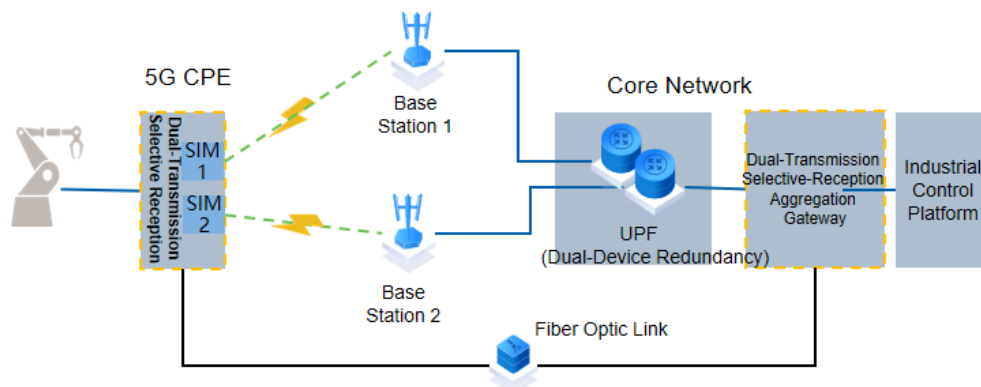 5G CPE
Dual-Transmission
Selective Reception
SIM
1
SIM
2
Base
Station 1
Base
Station 2
Core Network
UPF
(Dual-Device Redundancy)
Dual-Transmission
Selective-Reception
Aggregation
Gateway
Industrial
Control
Platform
Fiber Optic Link